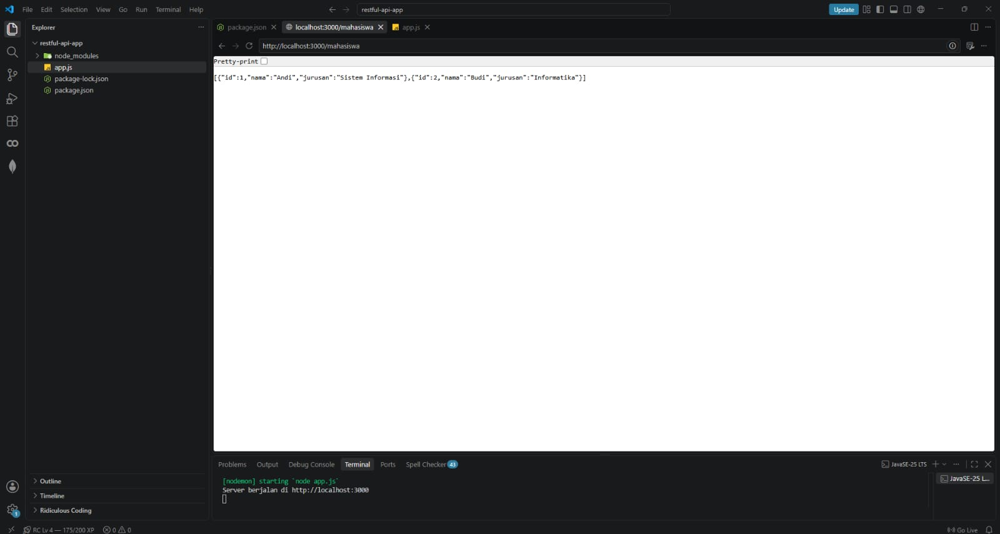 File Edit Selection View Go Run Terminal Help
restful-api-app
Update
Explorer
restful-api-app
node_modules
app.js
package-lock.json
package.json
package.json
localhost:3000/mahasiswa
app.js
http://localhost:3000/mahasiswa
Pretty-print
[{"id":1,"nama":"Andi","jurusan":"Sistem Informasi"},{"id":2,"nama":"Budi","jurusan":"Informatika"}]
Problems Output Debug Console Terminal Ports Spell Checker 43
JavaSE-25 LTS
[nodemon] starting `node app.js`
Server berjalan di http://localhost:3000
JavaSE-25 L...
Outline
Timeline
Ridiculous Coding
1
RC Lv 4 — 175/200 XP 0 0
Go Live